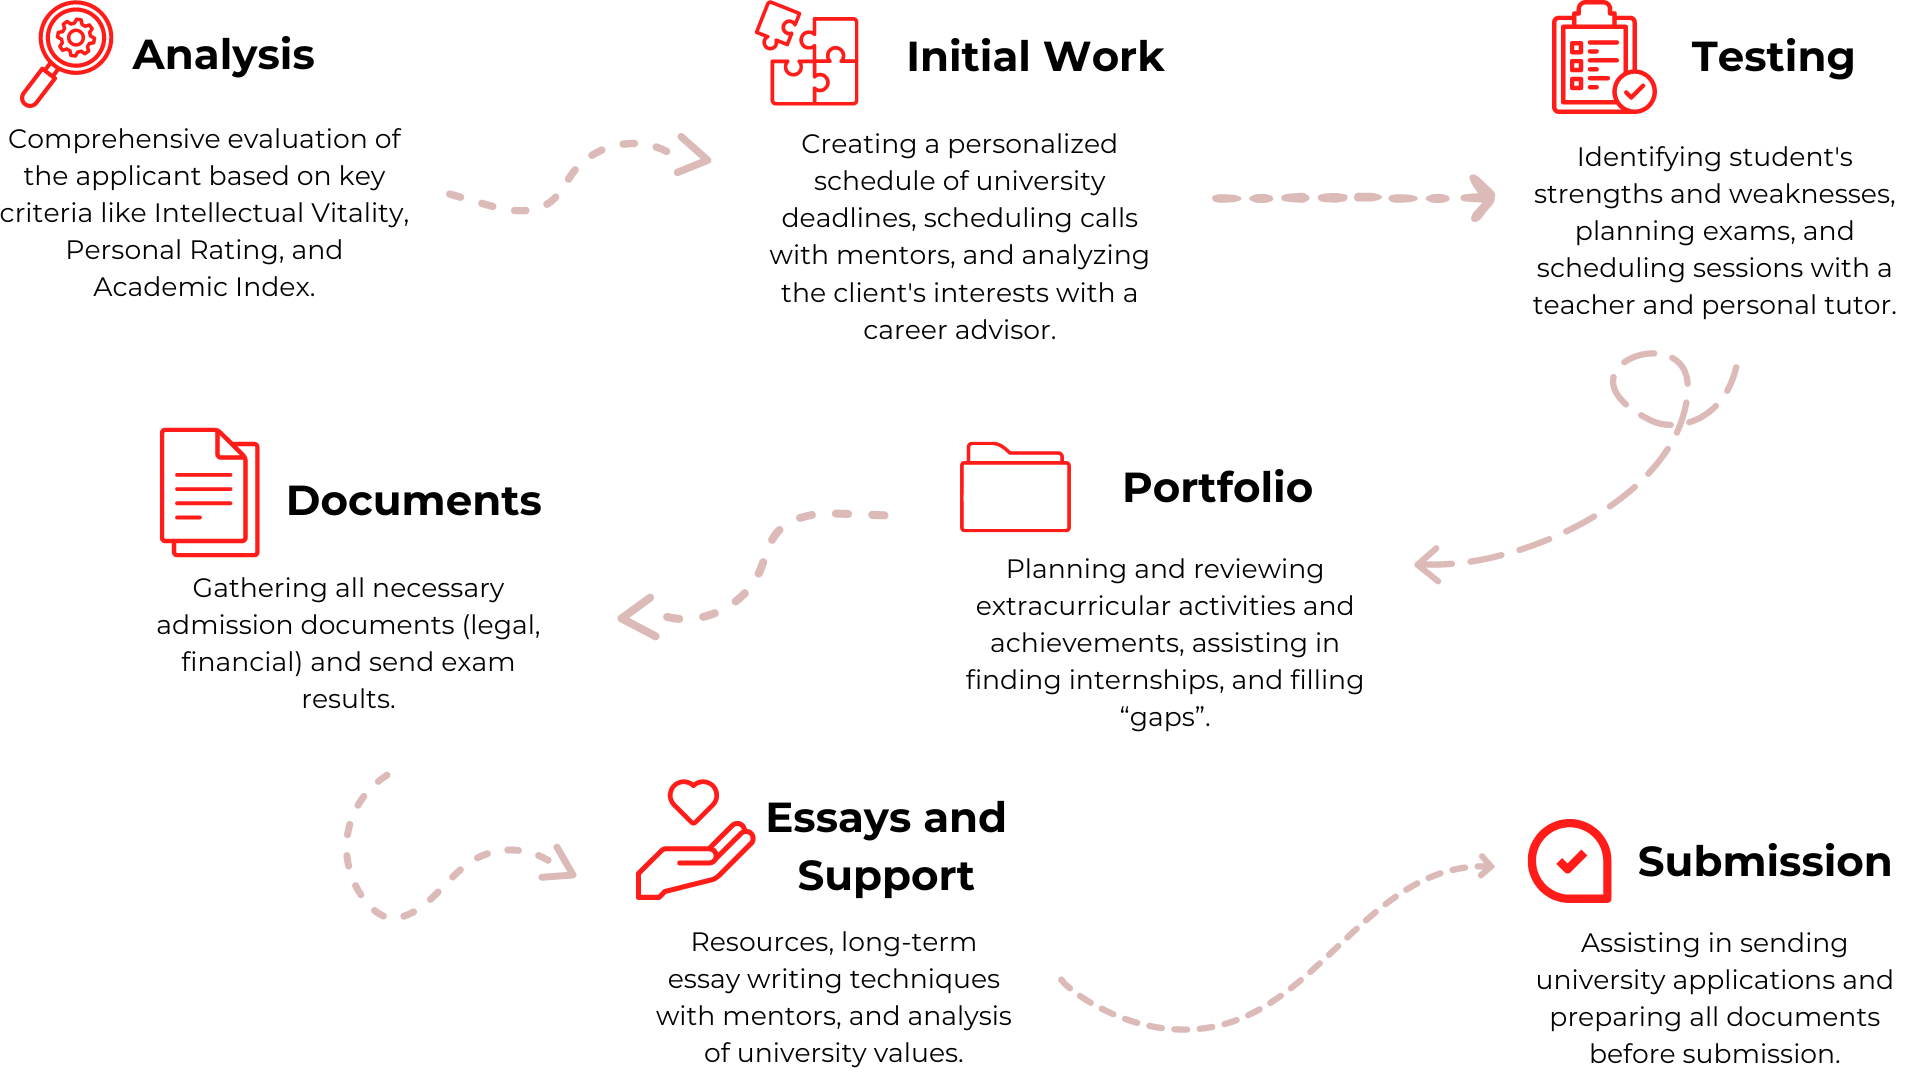 Analysis
Comprehensive evaluation of
the applicant based on key
criteria like Intellectual Vitality,
Personal Rating, and
Academic Index.
Initial Work
Creating a personalized
schedule of university
deadlines, scheduling calls
with mentors, and analyzing
the client's interests with a
career advisor.
Testing
Identifying student's
strengths and weaknesses,
planning exams, and
scheduling sessions with a
teacher and personal tutor.
Portfolio
Planning and reviewing
extracurricular activities and
achievements, assisting in
finding internships, and filling
“gaps”.
Documents
Gathering all necessary
admission documents (legal,
financial) and send exam
results.
Essays and
Support
Resources, long-term
essay writing techniques
with mentors, and analysis
of university values.
Submission
Assisting in sending
university applications and
preparing all documents
before submission.